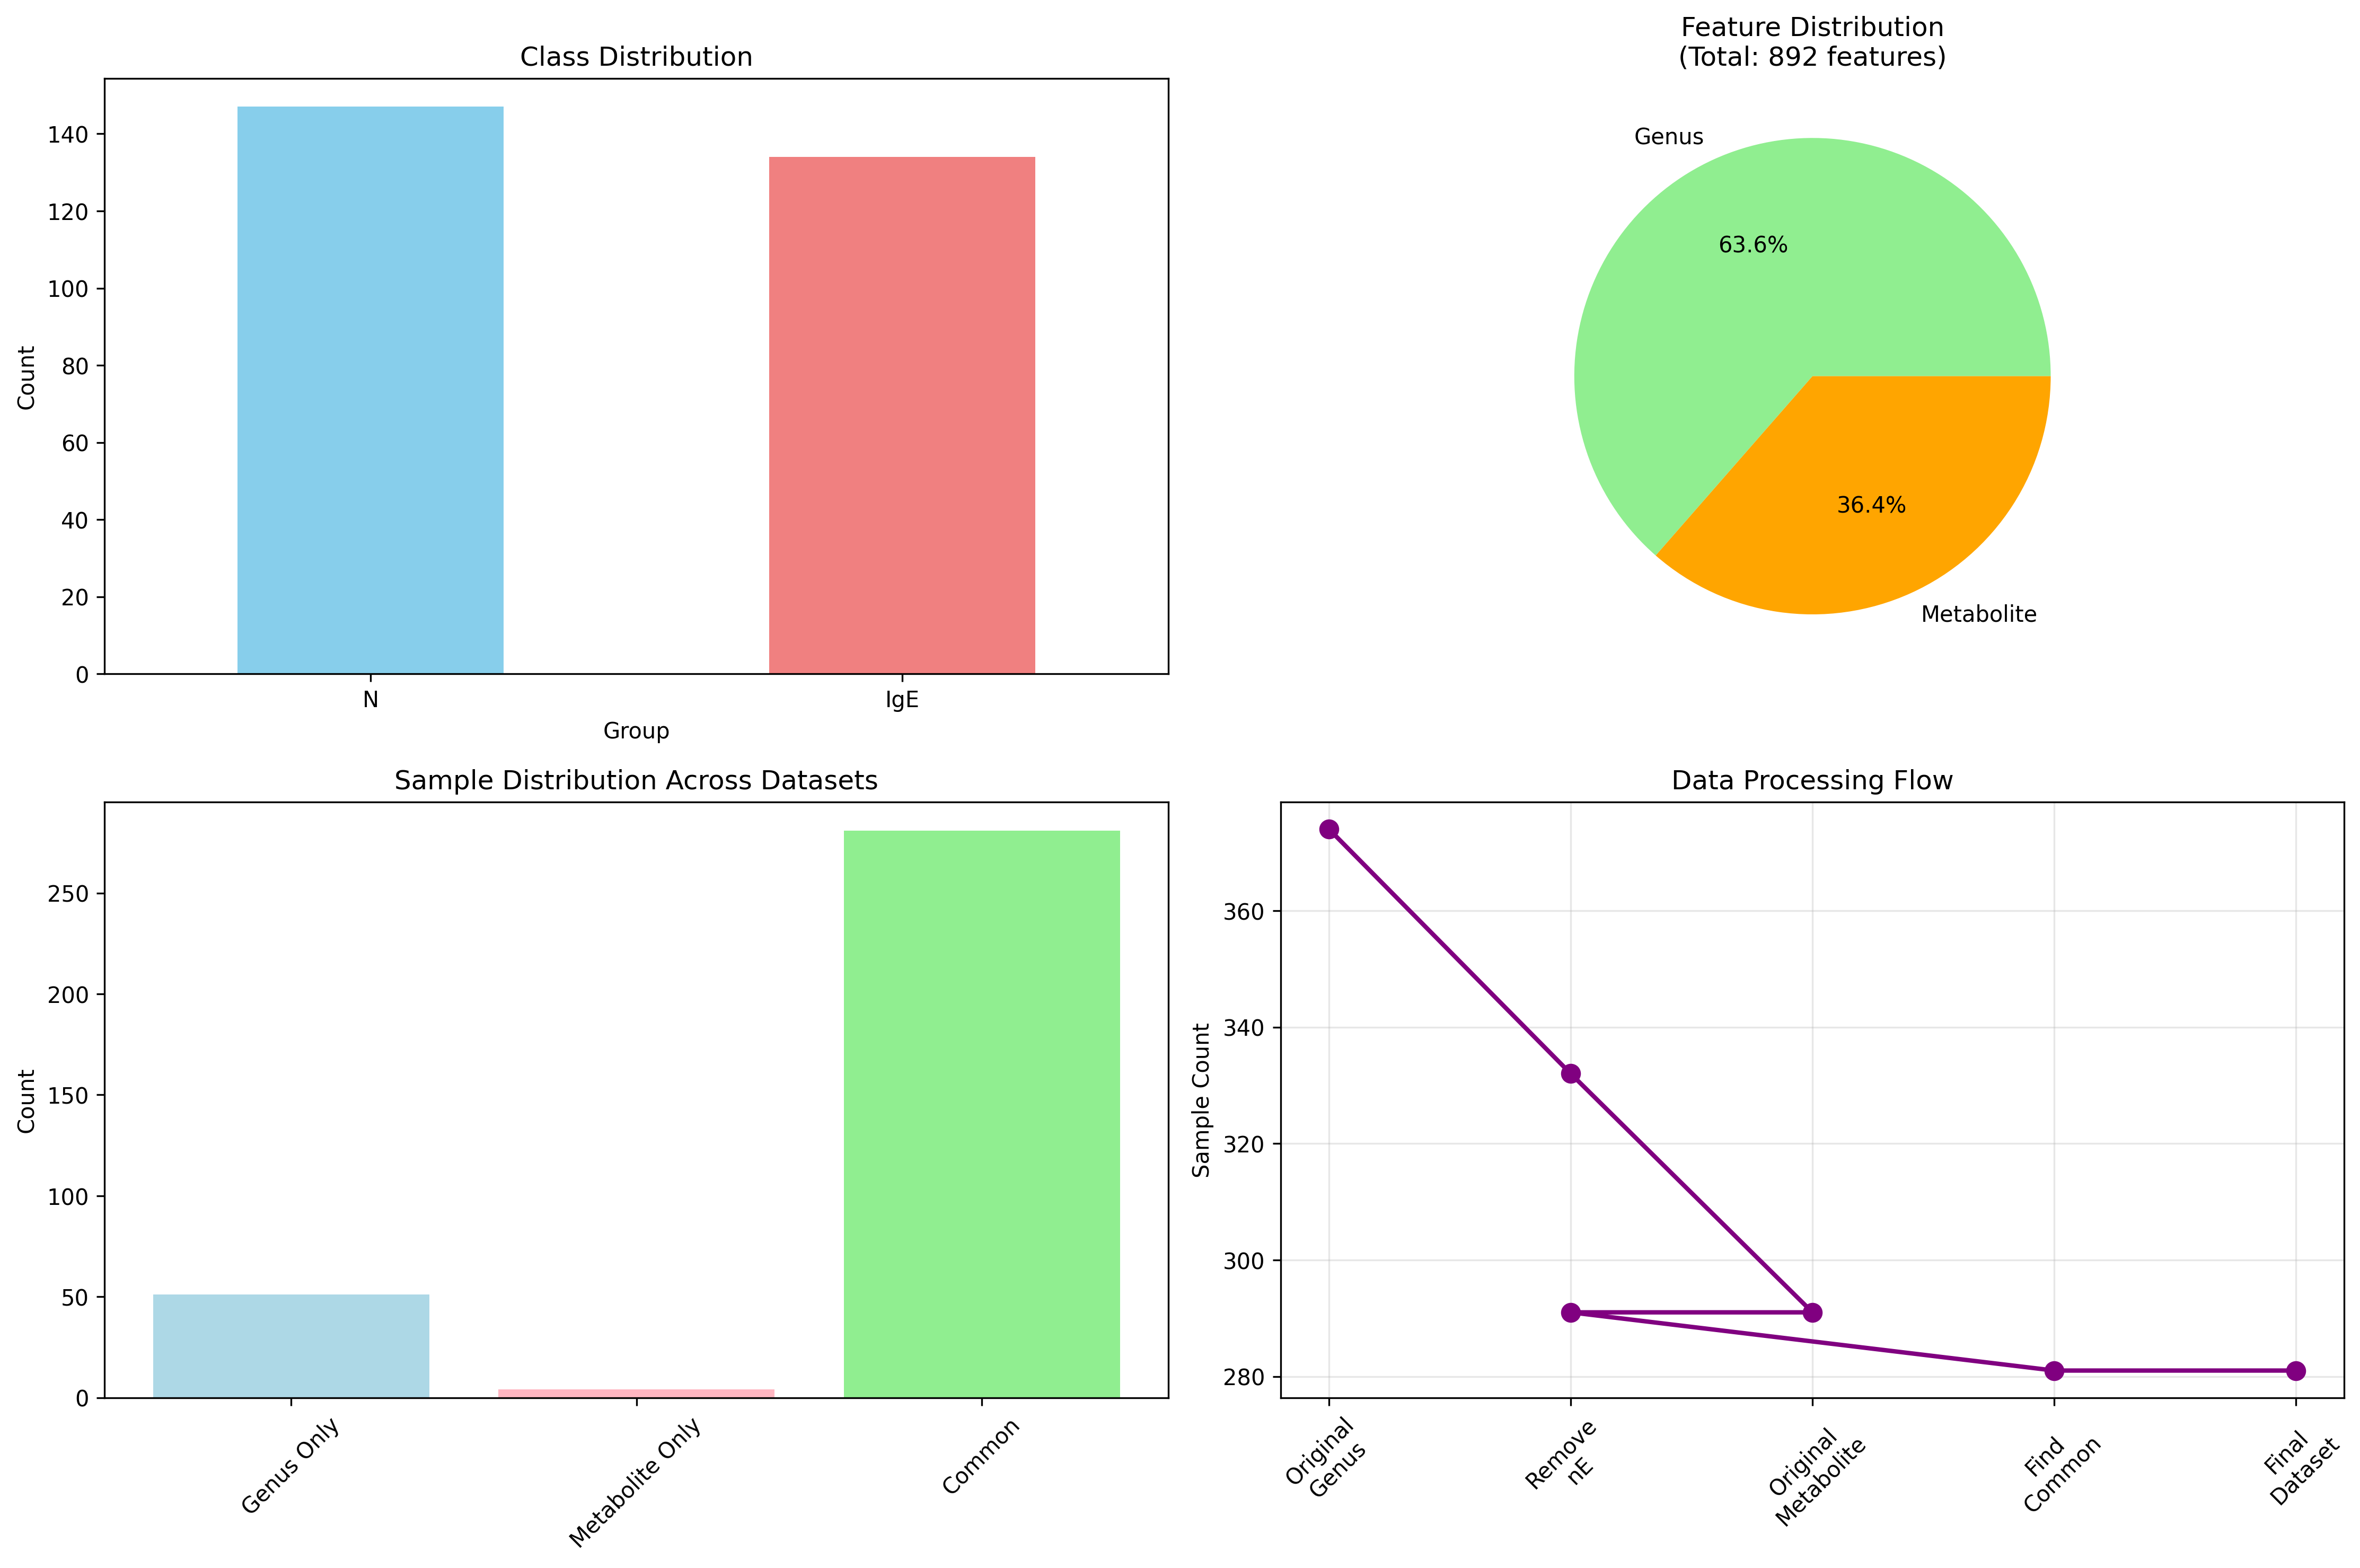 Class Distribution
Count
140
120
100
80
60
40
20
0
N
IgE
Group
Feature Distribution
(Total: 892 features)
Genus
63.6%
36.4%
Metabolite
Sample Distribution Across Datasets
Count
250
200
150
100
50
0
Genus Only
Metabolite Only
Common
Data Processing Flow
Sample Count
360
340
320
300
280
Original
Genus
Remove
nE
Original
Metabolite
Find
Common
Final
Dataset